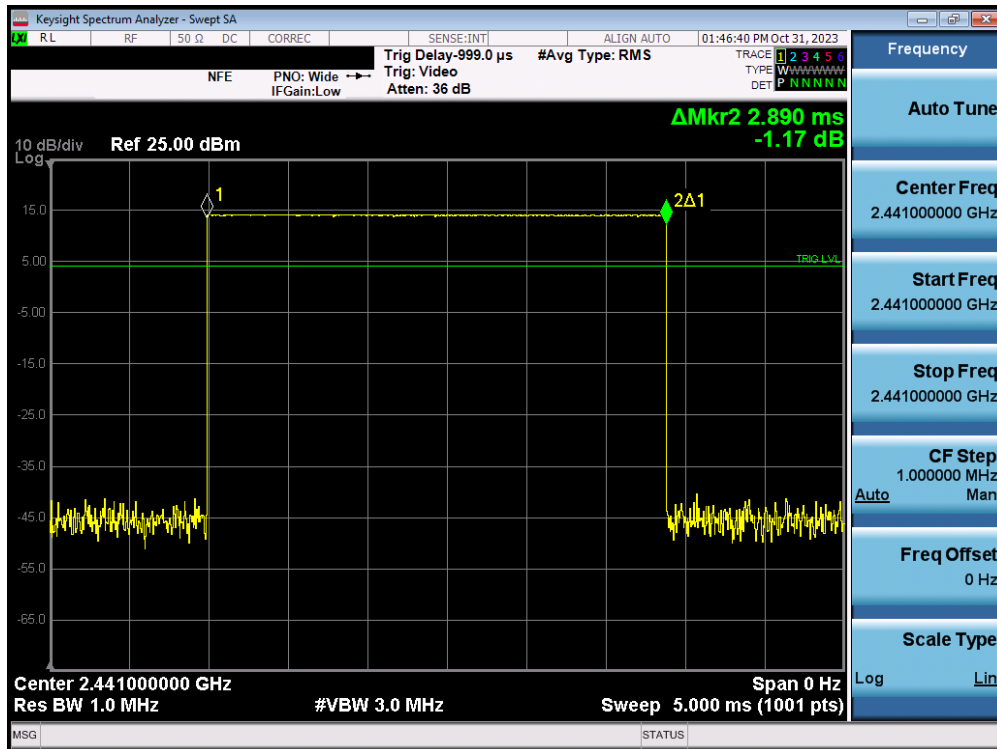 Keysight Spectrum Analyzer - Swept SA
LXI RL RF 50 Ω DC CORREC SENSE:INT ALIGN AUTO 01:46:40 PM Oct 31, 2023
NFE PNO: Wide IFGain:Low
Trig Delay-999.0 µs #Avg Type: RMS
Trig: Video
Atten: 36 dB
TRACE 1 2 3 4 5 6
TYPE WWWWWWW
DET P N N N N N
ΔMkr2 2.890 ms
-1.17 dB
10 dB/div Ref 25.00 dBm
Log
1
2Δ1
15.0
5.00
TRIG LVL
-5.00
-15.0
-25.0
-35.0
-45.0
-55.0
-65.0
Center 2.441000000 GHz Span 0 Hz
Res BW 1.0 MHz #VBW 3.0 MHz Sweep 5.000 ms (1001 pts)
MSG STATUS
Frequency
Auto Tune
Center Freq
2.441000000 GHz
Start Freq
2.441000000 GHz
Stop Freq
2.441000000 GHz
CF Step
1.000000 MHz
Auto Man
Freq Offset
0 Hz
Scale Type
Log Lin